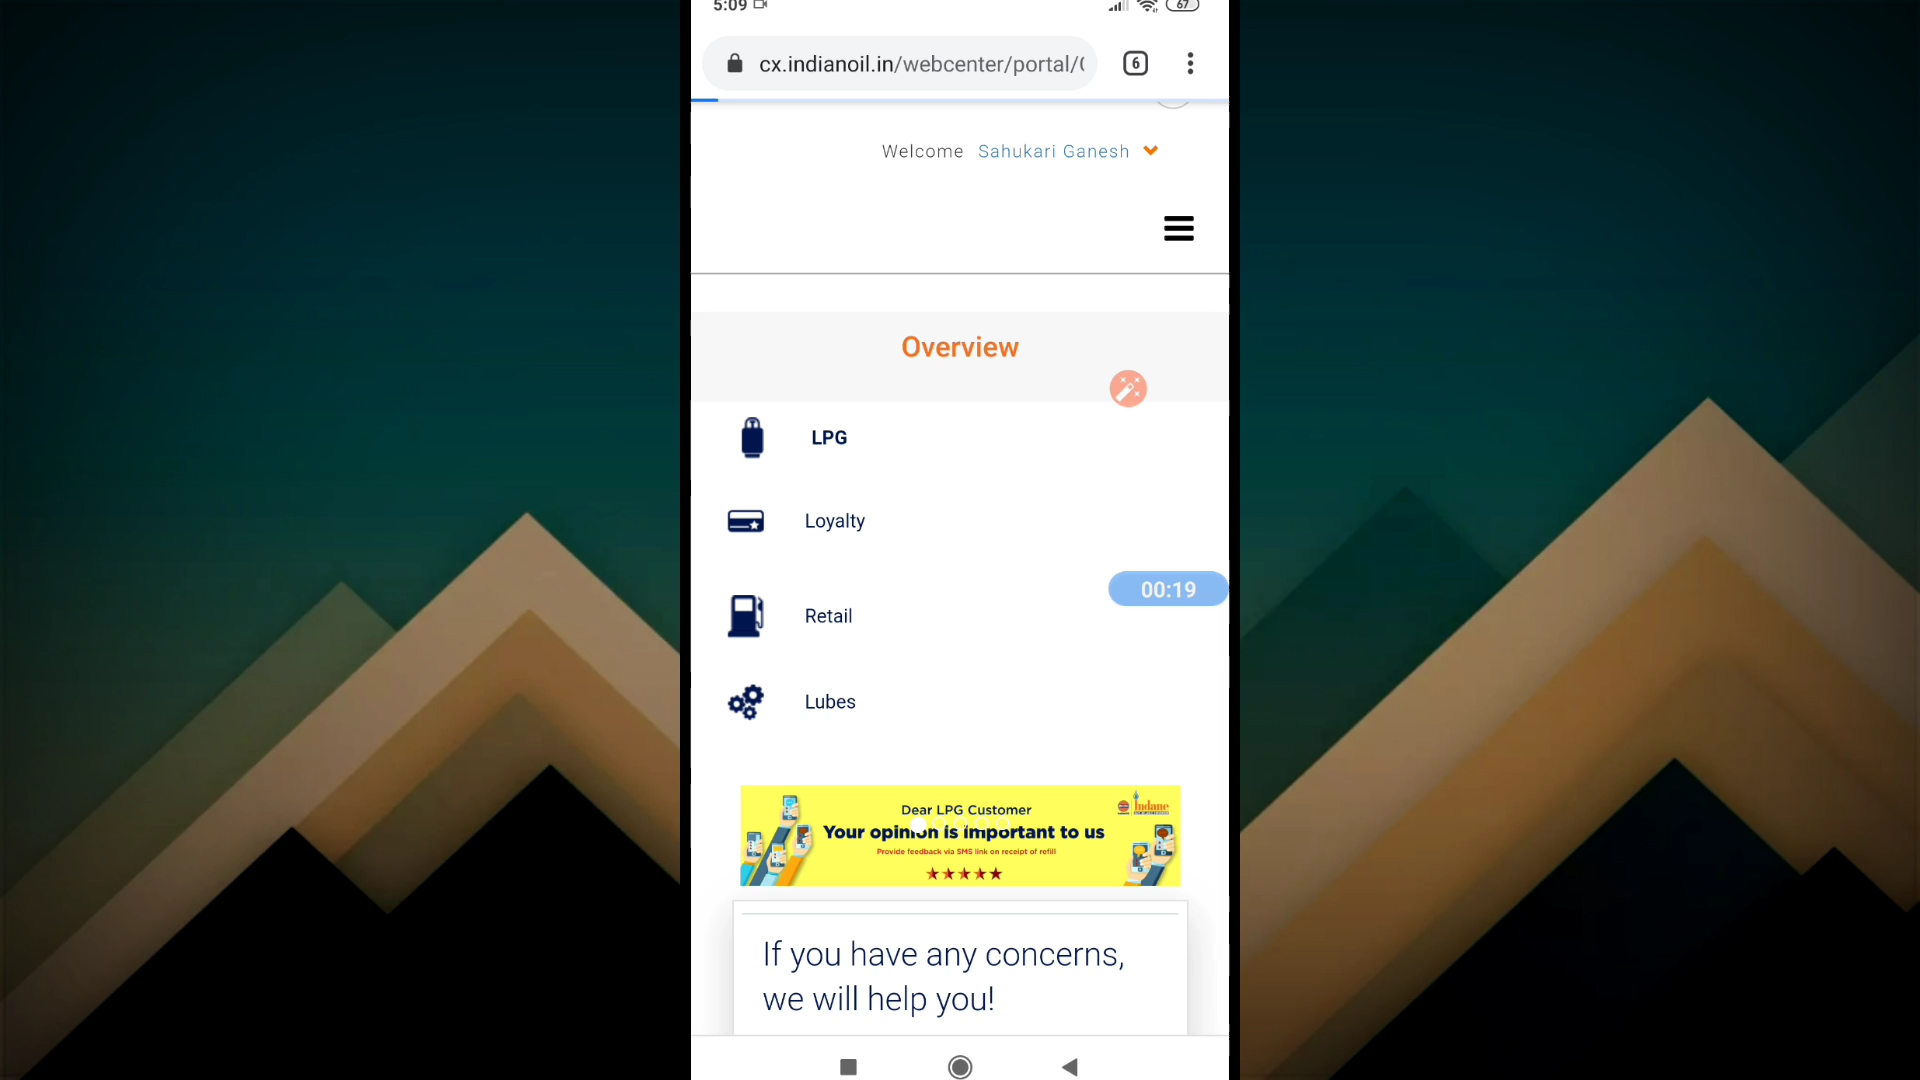 5:09
67
cx.indianoil.in/webcenter/portal/(
6
Welcome Sahukari Ganesh
Overview
LPG
Loyalty
00:19
Retail
Lubes
Dear LPG Customer
Indane
Your opinion is important to us
Provide feedback via SMS link on receipt of refill
If you have any concerns,
we will help you!